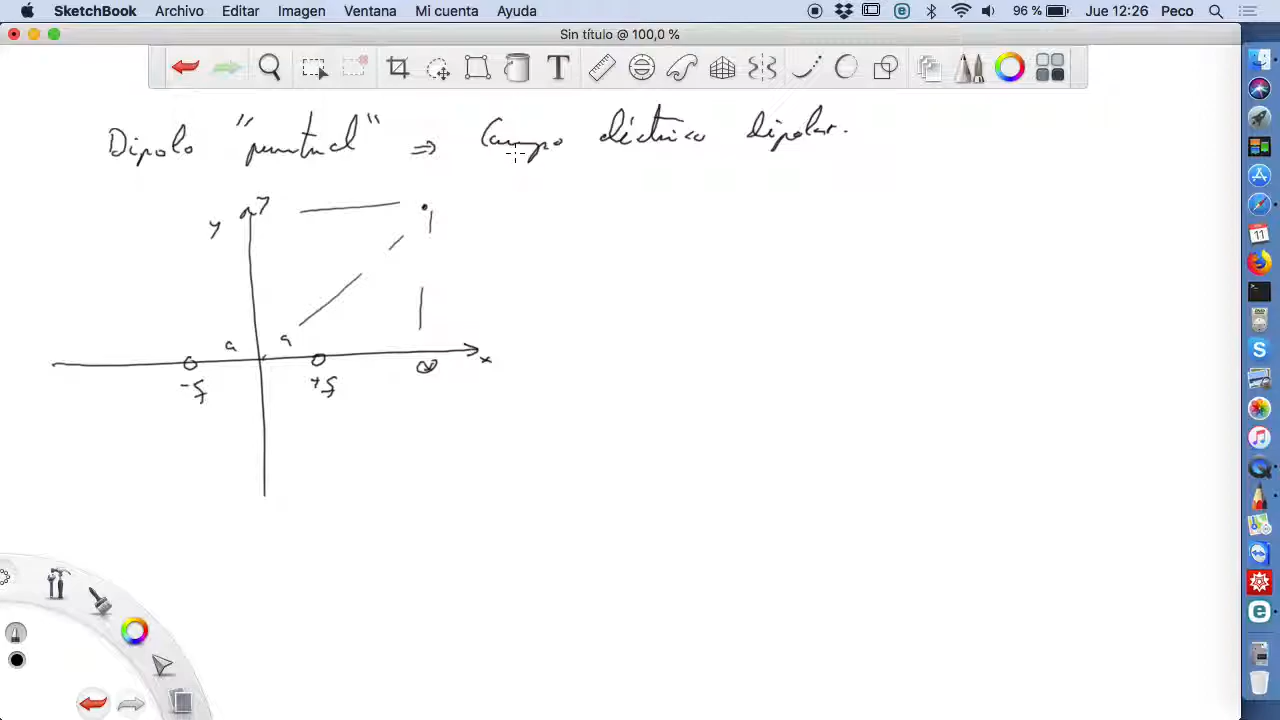 SketchBook Archivo Editar Imagen Ventana Mi cuenta Ayuda 96 % Jue 12:26 Peco
Sin título @ 100,0 %
Dipolo "puntual" ⇒ Campo eléctrico dipolar.
y
a a
x
-q +q ∞
11